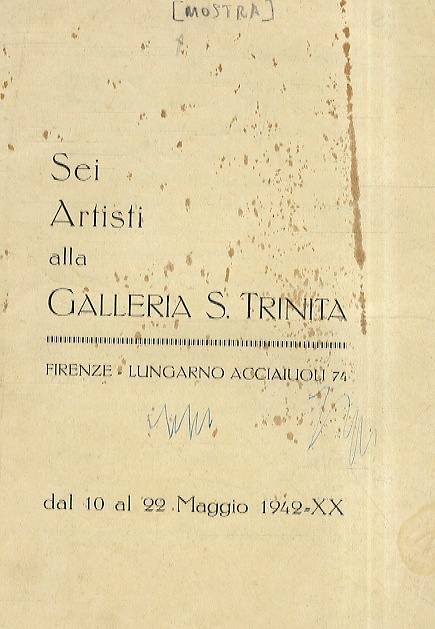 [MOSTRA]
Sei
Artisti
alla
GALLERIA S. TRINITA
FIRENZE - LUNGARNO ACCIAIUOLI 74
dal 10 al 22 Maggio 1942=XX